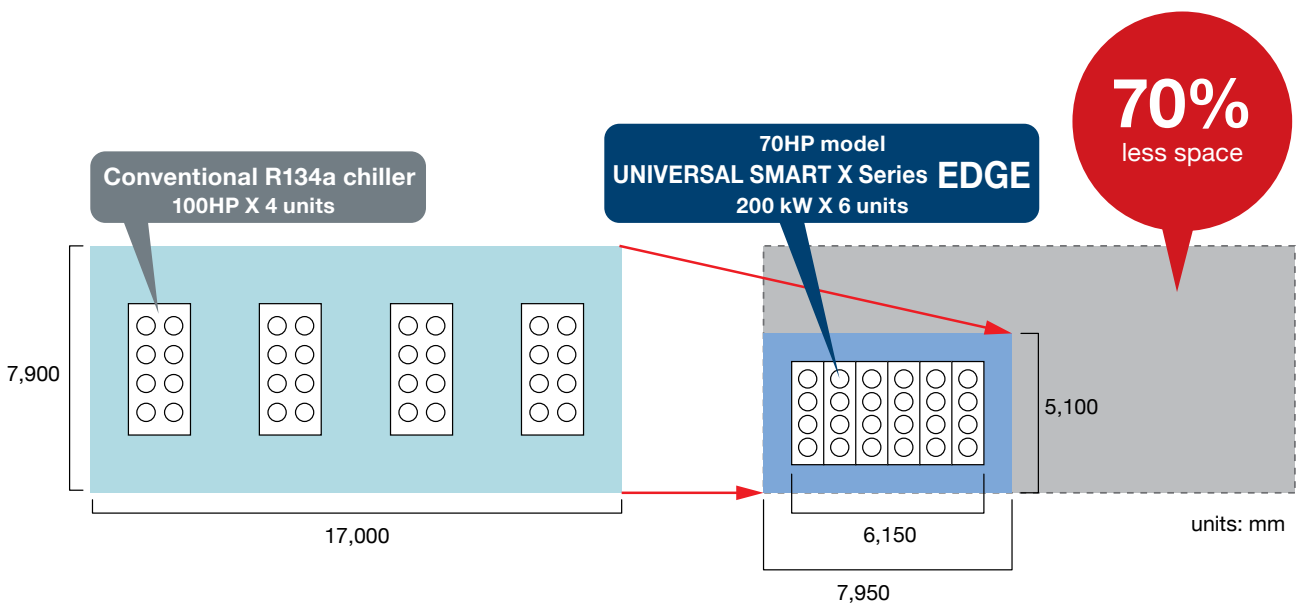 70%
less space
70HP model
UNIVERSAL SMART X Series EDGE
200 kW X 6 units
Conventional R134a chiller
100HP X 4 units
7,900
5,100
17,000
6,150
units: mm
7,950